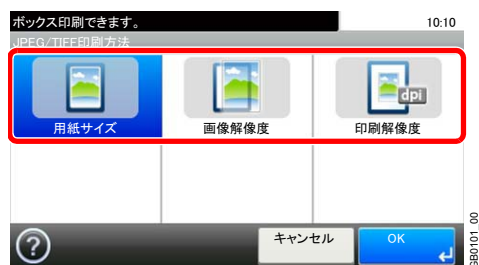 ボックス印刷できます。
10:10
JPEG/TIFF印刷方法
dpi
用紙サイズ
画像解像度
印刷解像度
?
キャンセル
OK
GB0101_00